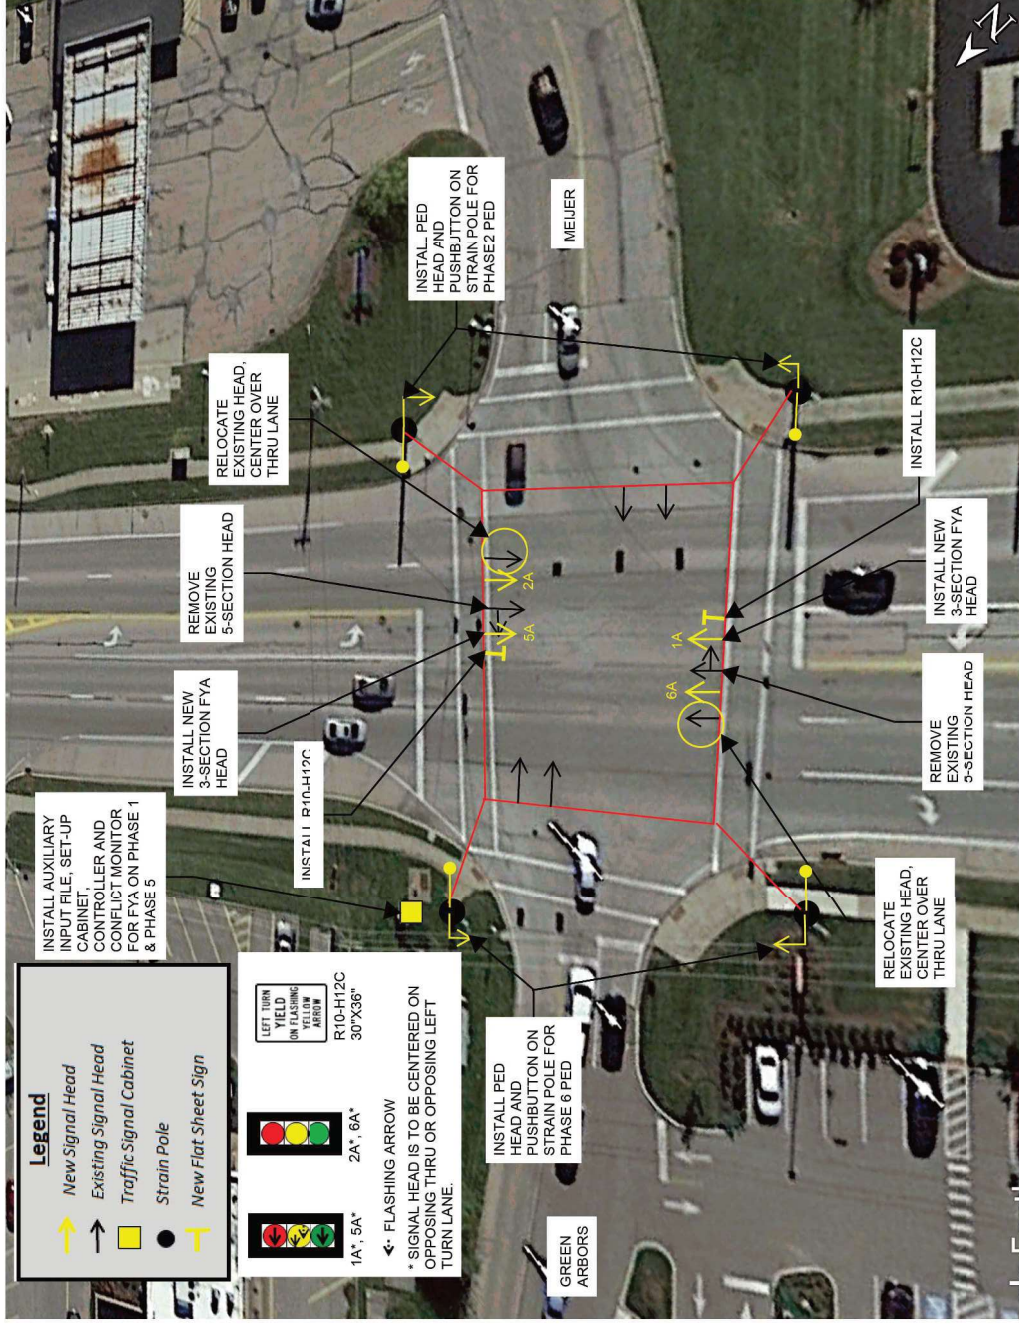 Legend
New Signal Head
Existing Signal Head
Traffic Signal Cabinet
Strain Pole
New Flat Sheet Sign
1A*, 5A*
2A*, 6A*
LEFT TURN
YIELD
ON FLASHING
YELLOW
ARROW
R10-H12C
30"X36"
FLASHING ARROW
* SIGNAL HEAD IS TO BE CENTERED ON
OPPOSING THRU OR OPPOSING LEFT
TURN LANE.
INSTALL AUXILIARY
INPUT FILE, SET-UP
CABINET,
CONTROLLER AND
CONFLICT MONITOR
FOR FYA ON PHASE 1
& PHASE 5
INSTALL R10-H12C
INSTALL NEW
3-SECTION FYA
HEAD
REMOVE
EXISTING
5-SECTION HEAD
RELOCATE
EXISTING HEAD,
CENTER OVER
THRU LANE
INSTALL PED
HEAD AND
PUSHBUTTON ON
STRAIN POLE FOR
PHASE2 PED
MEIJER
5A
2A
6A
1A
GREEN
ARBORS
INSTALL PED
HEAD AND
PUSHBUTTON ON
STRAIN POLE FOR
PHASE 6 PED
RELOCATE
EXISTING HEAD,
CENTER OVER
THRU LANE
REMOVE
EXISTING
5-SECTION HEAD
INSTALL NEW
3-SECTION FYA
HEAD
INSTALL R10-H12C
N